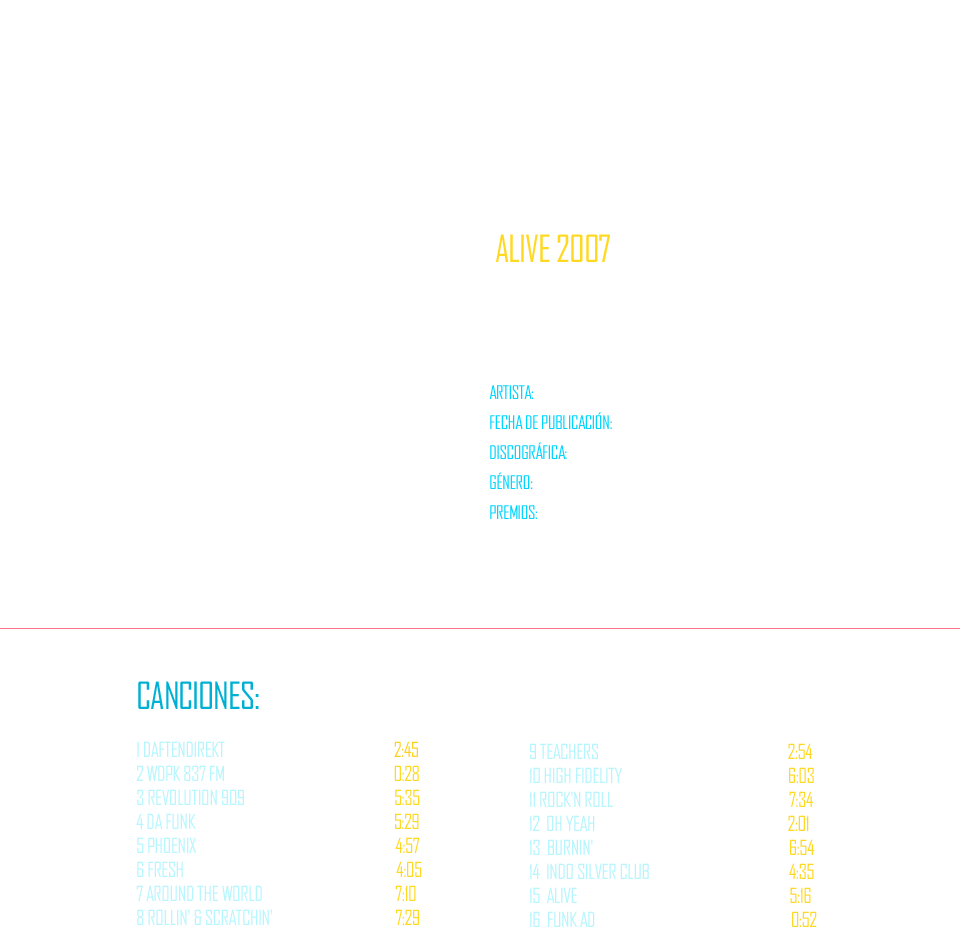 ALIVE 2007
ARTISTA:
FECHA DE PUBLICACIÓN:
DISCOGRÁFICA:
GÉNERO:
PREMIOS:
CANCIONES:
1 DAFTENDIREKT 2:45
2 WDPK 837 FM 0:28
3 REVOLUTION 909 5:35
4 DA FUNK 5:29
5 PHOENIX 4:57
6 FRESH 4:05
7 AROUND THE WORLD 7:10
8 ROLLIN' & SCRATCHIN' 7:29
9 TEACHERS 2:54
10 HIGH FIDELITY 6:03
11 ROCK'N ROLL 7:34
12 OH YEAH 2:01
13 BURNIN' 6:54
14 INDO SILVER CLUB 4:35
15 ALIVE 5:16
16 FUNK AD 0:52